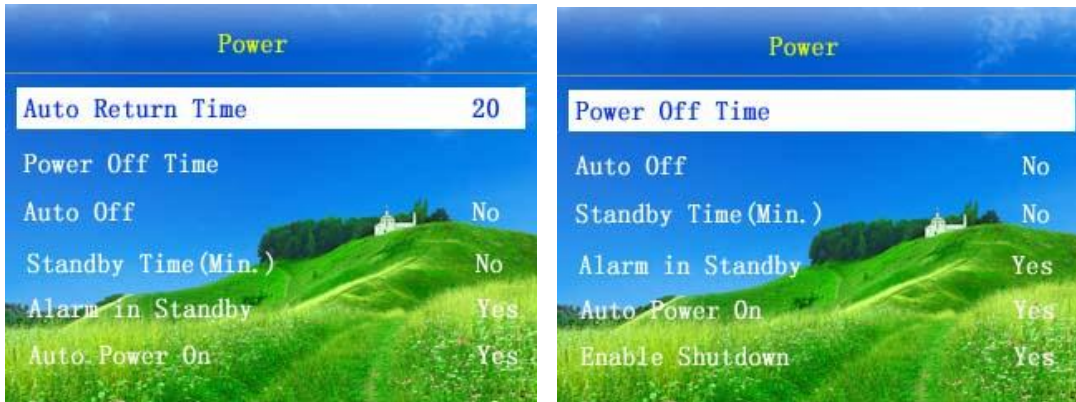 Power
Auto Return Time 20
Power Off Time
Auto Off No
Standby Time(Min.) No
Alarm in Standby Yes
Auto Power On Yes
Power
Power Off Time
Auto Off No
Standby Time(Min.) No
Alarm in Standby Yes
Auto Power On Yes
Enable Shutdown Yes